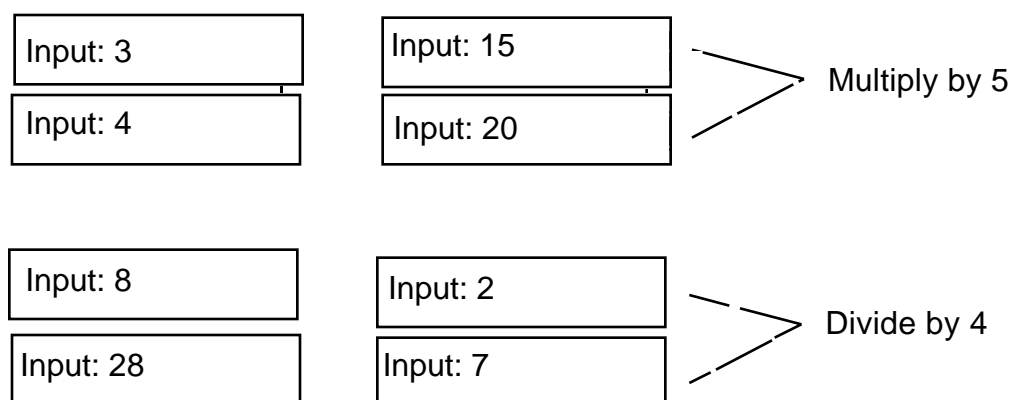 Input: 3
Input: 15
Multiply by 5
Input: 4
Input: 20
Input: 8
Input: 2
Divide by 4
Input: 28
Input: 7